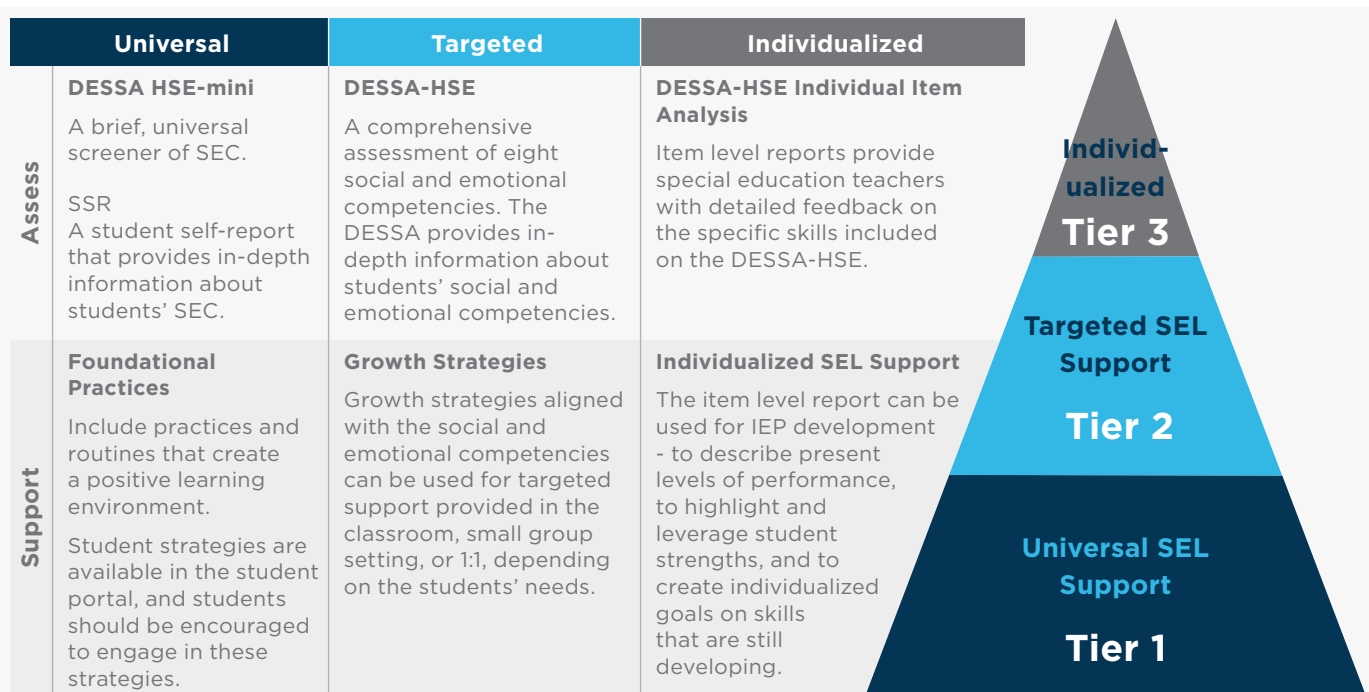 Universal
Targeted
Individualized
Assess
DESSA HSE-mini
A brief, universal
screener of SEC.
SSR
A student self-report
that provides in-depth
information about
students’ SEC.
DESSA-HSE
A comprehensive
assessment of eight
social and emotional
competencies. The
DESSA provides in-
depth information about
students’ social and
emotional competencies.
DESSA-HSE Individual Item
Analysis
Item level reports provide
special education teachers
with detailed feedback on
the specific skills included
on the DESSA-HSE.
Support
Foundational
Practices
Include practices and
routines that create
a positive learning
environment.
Student strategies are
available in the student
portal, and students
should be encouraged
to engage in these
strategies.
Growth Strategies
Growth strategies aligned
with the social and
emotional competencies
can be used for targeted
support provided in the
classroom, small group
setting, or 1:1, depending
on the students’ needs.
Individualized SEL Support
The item level report can be
used for IEP development
- to describe present
levels of performance,
to highlight and
leverage student
strengths, and to
create individualized
goals on skills
that are still
developing.
Individ-
ualized
Tier 3
Targeted SEL
Support
Tier 2
Universal SEL
Support
Tier 1